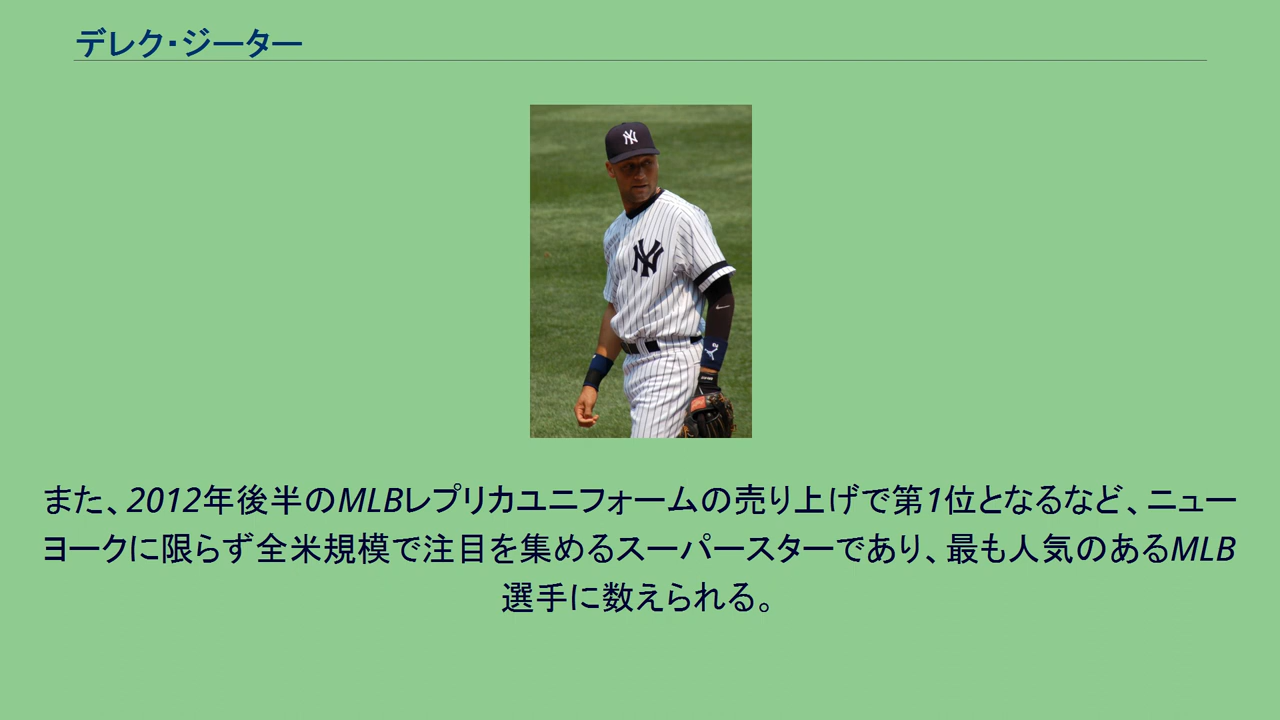 デレク・ジーター
NY
NY
また、2012年後半のMLBレプリカユニフォームの売り上げで第1位となるなど、ニュー
ヨークに限らず全米規模で注目を集めるスーパースターであり、最も人気のあるMLB
選手に数えられる。